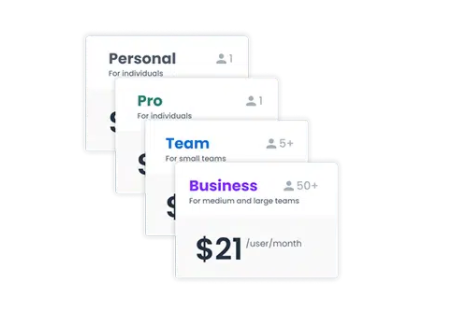 Personal 1
For individuals
$
Pro 1
For individuals
$
Team 5+
For small teams
$
Business 50+
For medium and large teams
$21 /user/month